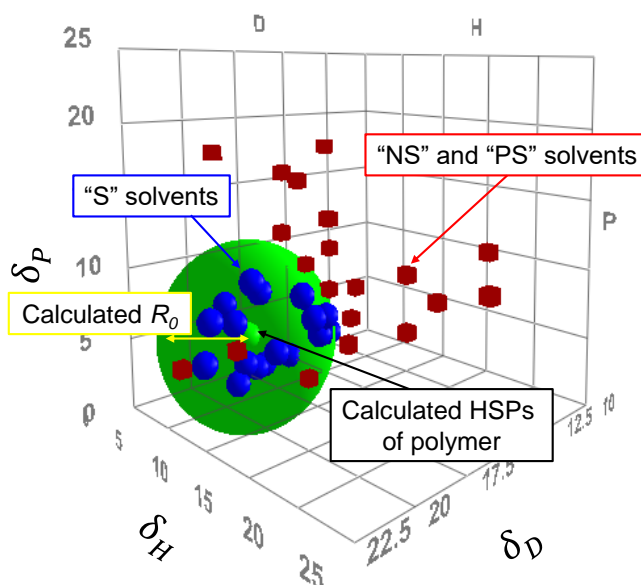 D
H
25
20
"NS" and "PS" solvents
"S" solvents
P
δP
10
Calculated R0
5
Calculated HSPs
of polymer
0
0
5
10
15
20
25
δH
22.5
20
17.5
12.5
10
δD